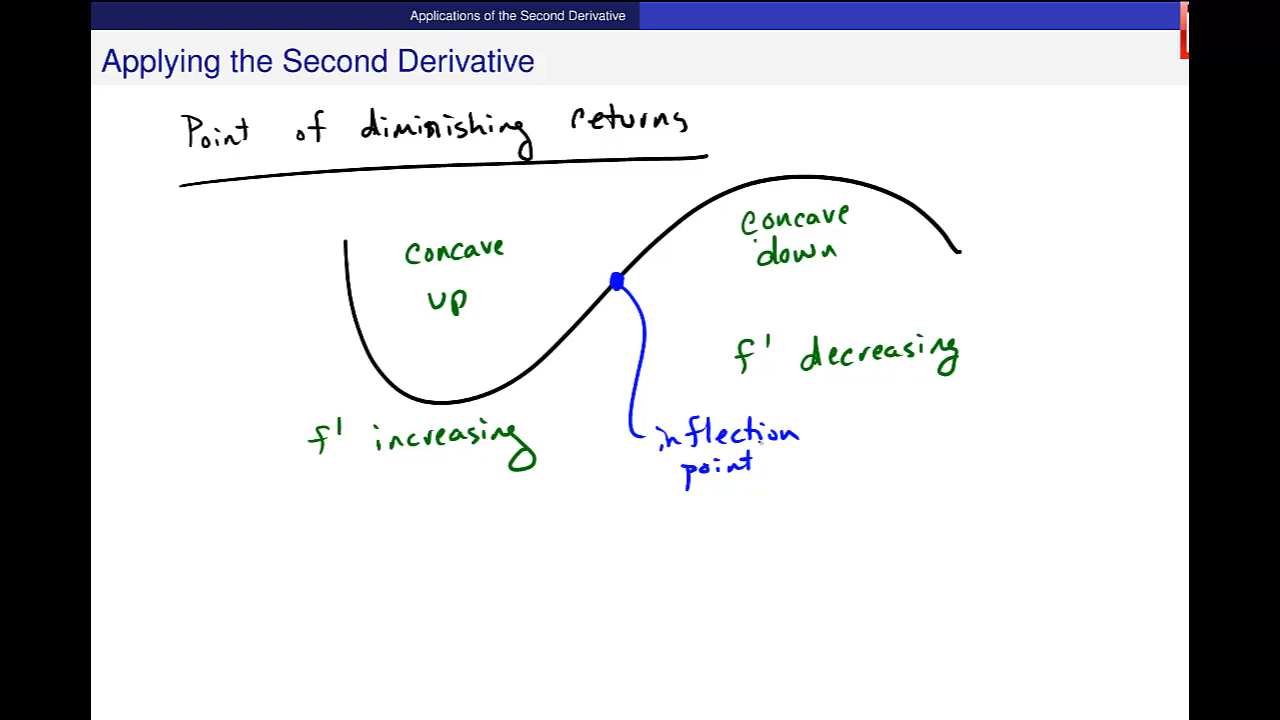 Applications of the Second Derivative
Applying the Second Derivative
Point of diminishing returns
concave
down
concave
up
f' decreasing
f' increasing
inflection
point